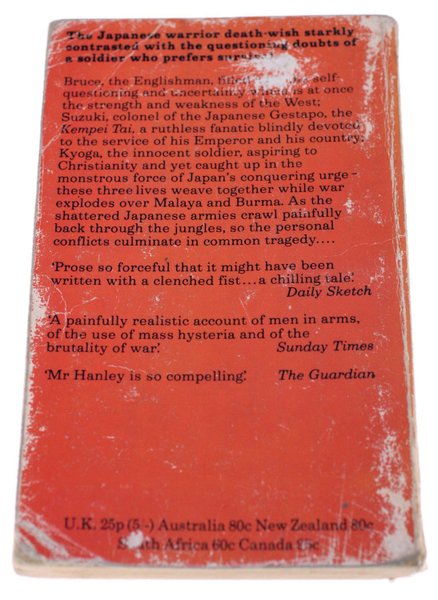 The Japanese warrior death-wish starkly
contrasted with the questioning doubts of
a soldier who prefers survival
Bruce, the Englishman, filled self-
questioning and uncertainty which is at once
the strength and weakness of the West;
Suzuki, colonel of the Japanese Gestapo, the
Kempei Tai, a ruthless fanatic blindly devoted
to the service of his Emperor and his country;
Kyoga, the innocent soldier, aspiring to
Christianity and yet caught up in the
monstrous force of Japan's conquering urge -
these three lives weave together while war
explodes over Malaya and Burma. As the
shattered Japanese armies crawl painfully
back through the jungles, so the personal
conflicts culminate in common tragedy....
'Prose so forceful that it might have been
written with a clenched fist...a chilling tale.'
Daily Sketch
'A painfully realistic account of men in arms,
of the use of mass hysteria and of the
brutality of war.' Sunday Times
'Mr Hanley is so compelling.' The Guardian
U.K. 25p (5/-) Australia 80c New Zealand 80c
South Africa 60c Canada 95c